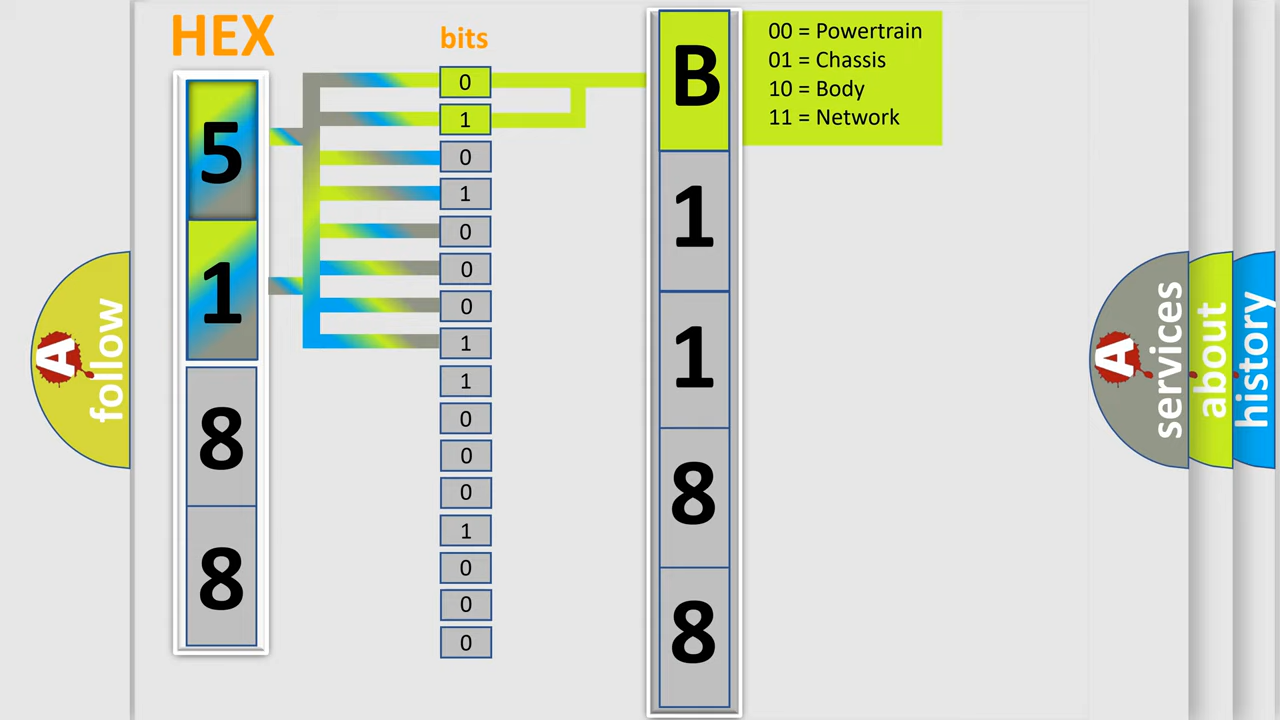 HEX
bits
5
1
8
8
0
1
0
1
0
0
0
1
1
0
0
0
1
0
0
0
B
1
1
8
8
00 = Powertrain
01 = Chassis
10 = Body
11 = Network
A follow
A services
about
history